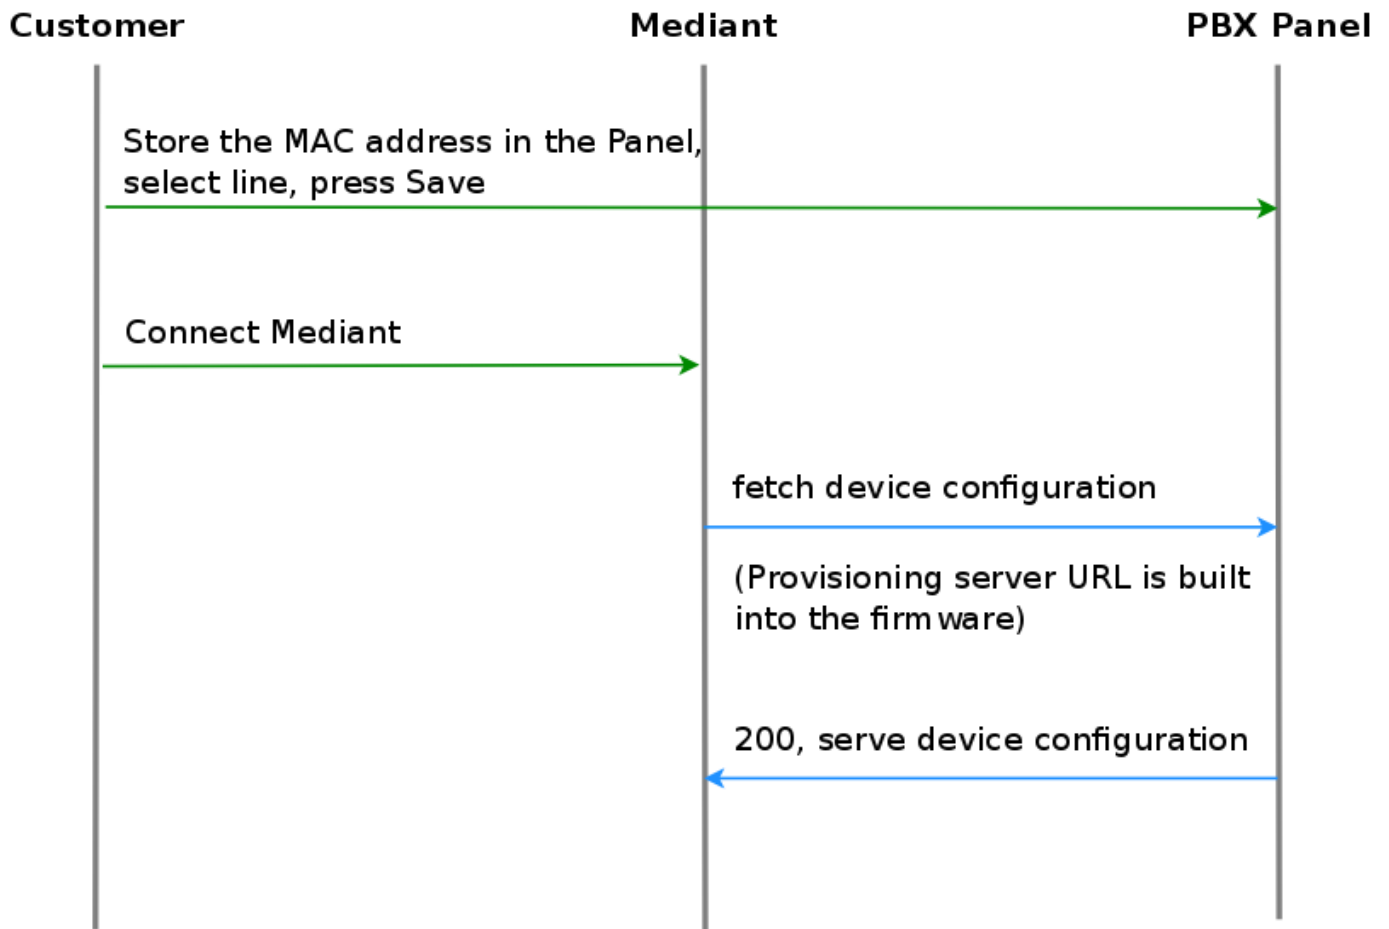 Customer Mediant PBX Panel
Store the MAC address in the Panel,
select line, press Save
Connect Mediant
fetch device configuration
(Provisioning server URL is built
into the firmware)
200, serve device configuration